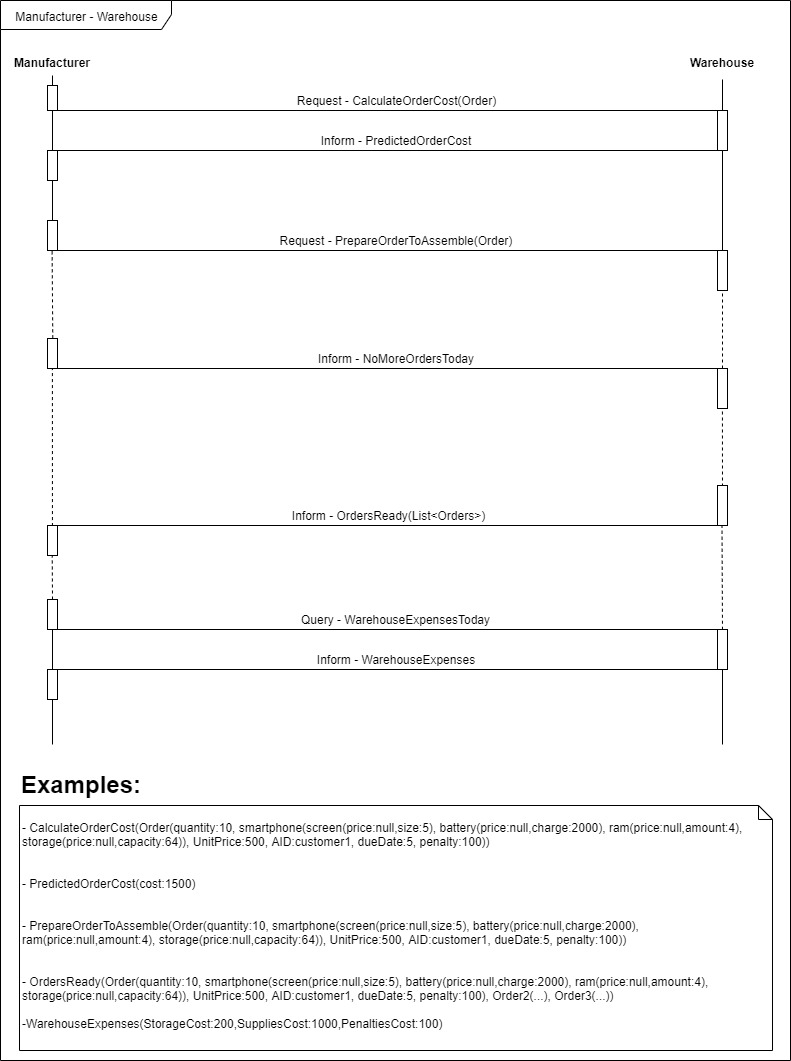 Manufacturer - Warehouse
Manufacturer
Warehouse
Request - CalculateOrderCost(Order)
Inform - PredictedOrderCost
Request - PrepareOrderToAssemble(Order)
Inform - NoMoreOrdersToday
Inform - OrdersReady(List<Orders>)
Query - WarehouseExpensesToday
Inform - WarehouseExpenses
Examples:
- CalculateOrderCost(Order(quantity:10, smartphone(screen(price:null,size:5), battery(price:null,charge:2000), ram(price:null,amount:4),
storage(price:null,capacity:64)), UnitPrice:500, AID:customer1, dueDate:5, penalty:100))
- PredictedOrderCost(cost:1500)
- PrepareOrderToAssemble(Order(quantity:10, smartphone(screen(price:null,size:5), battery(price:null,charge:2000),
ram(price:null,amount:4), storage(price:null,capacity:64)), UnitPrice:500, AID:customer1, dueDate:5, penalty:100))
- OrdersReady(Order(quantity:10, smartphone(screen(price:null,size:5), battery(price:null,charge:2000), ram(price:null,amount:4),
storage(price:null,capacity:64)), UnitPrice:500, AID:customer1, dueDate:5, penalty:100), Order2(...), Order3(...))
-WarehouseExpenses(StorageCost:200,SuppliesCost:1000,PenaltiesCost:100)